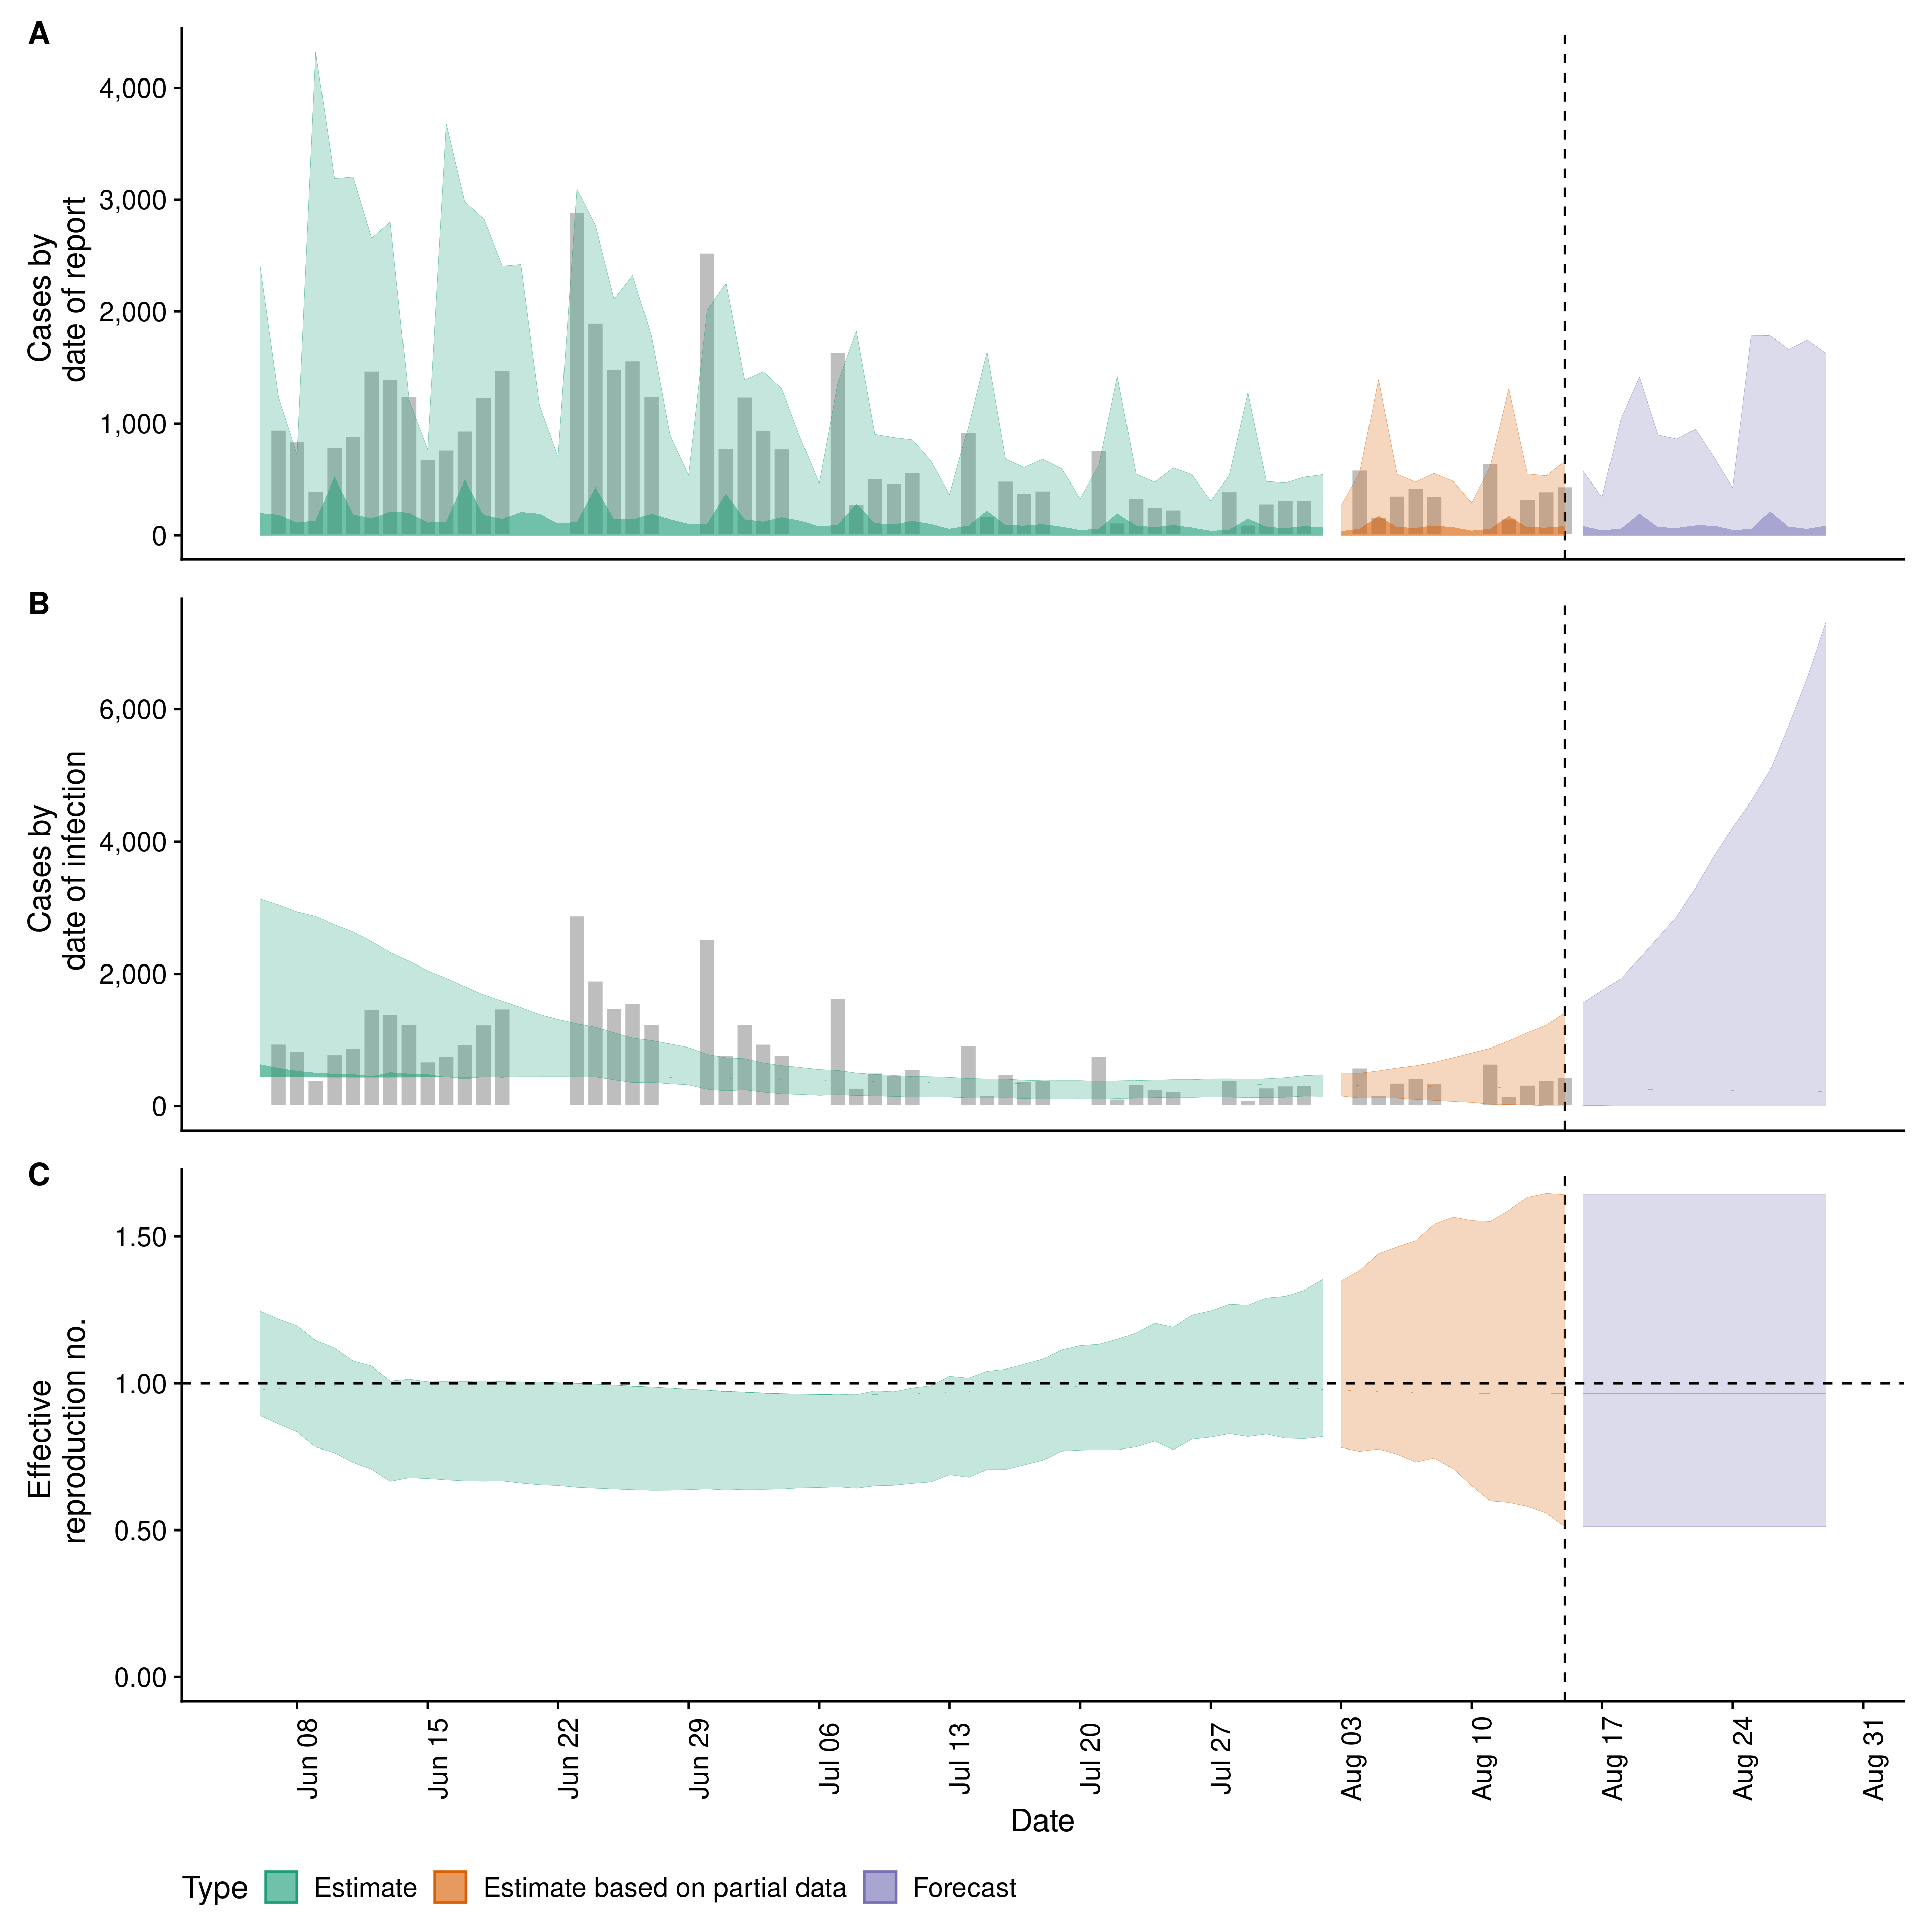 A
Cases by
date of report
4,000
3,000
2,000
1,000
0
B
Cases by
date of infection
6,000
4,000
2,000
0
C
Effective
reproduction no.
1.50
1.00
0.50
0.00
Jun 08
Jun 15
Jun 22
Jun 29
Jul 06
Jul 13
Jul 20
Jul 27
Aug 03
Aug 10
Aug 17
Aug 24
Aug 31
Date
Type Estimate Estimate based on partial data Forecast